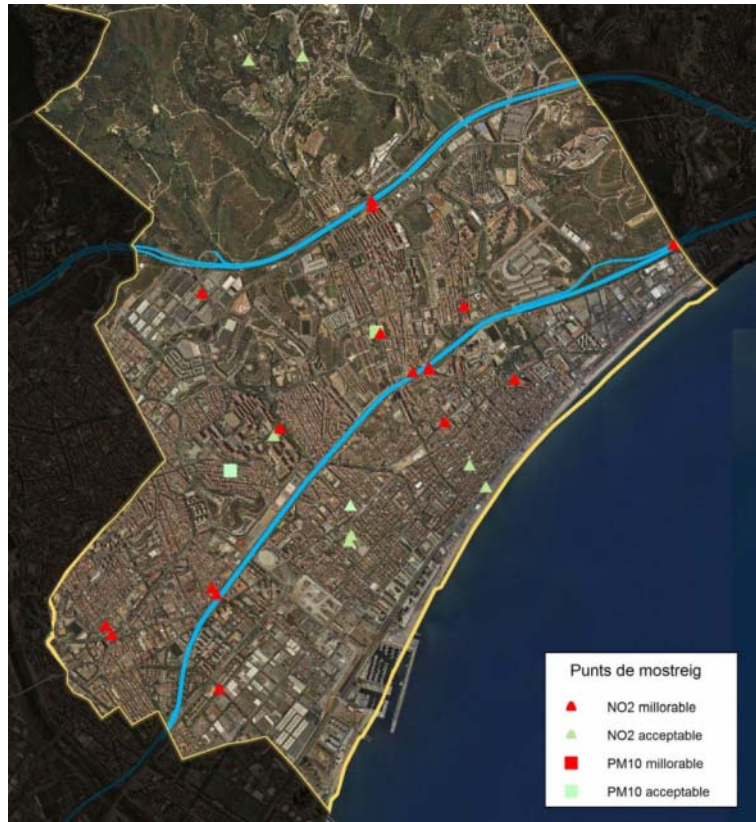 Punts de mostreig
NO2 millorable
NO2 acceptable
PM10 millorable
PM10 acceptable